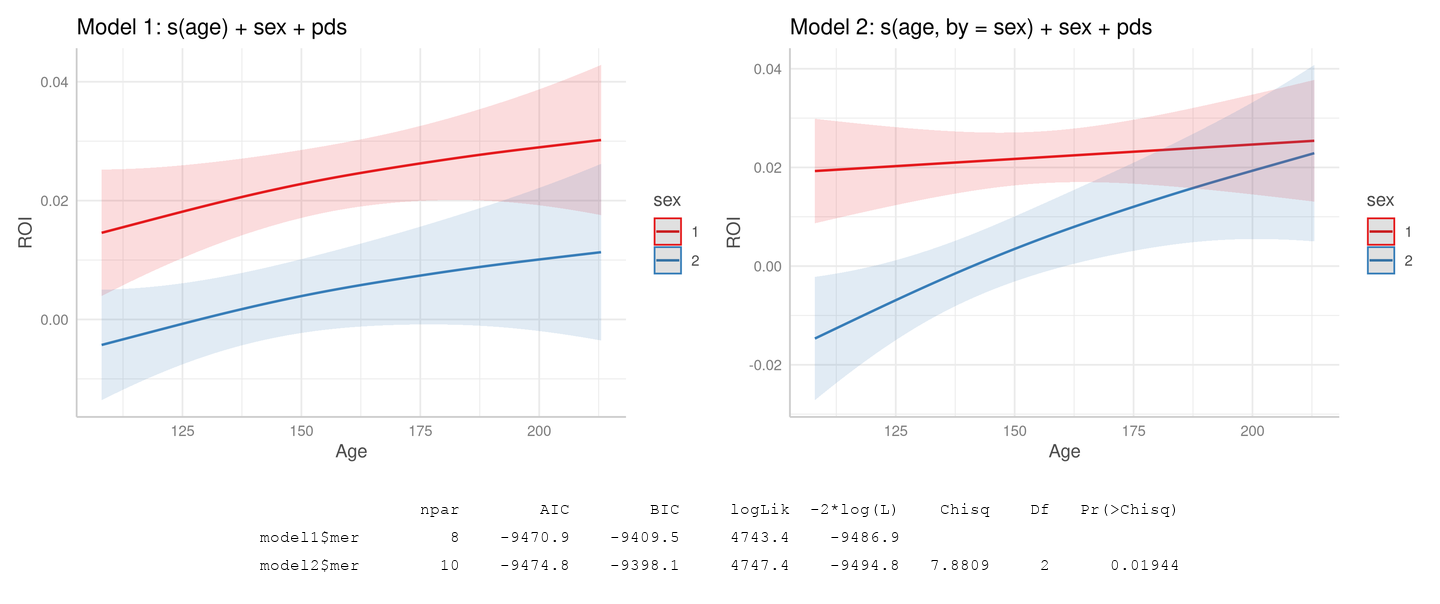 Model 1: s(age) + sex + pds
0.04
0.02
0.00
125 150 175 200
Age
ROI
sex
1
2
Model 2: s(age, by = sex) + sex + pds
0.04
0.02
0.00
-0.02
125 150 175 200
Age
ROI
sex
1
2
npar AIC BIC logLik -2*log(L) Chisq Df Pr(>Chisq)
model1$mer 8 -9470.9 -9409.5 4743.4 -9486.9
model2$mer 10 -9474.8 -9398.1 4747.4 -9494.8 7.8809 2 0.01944